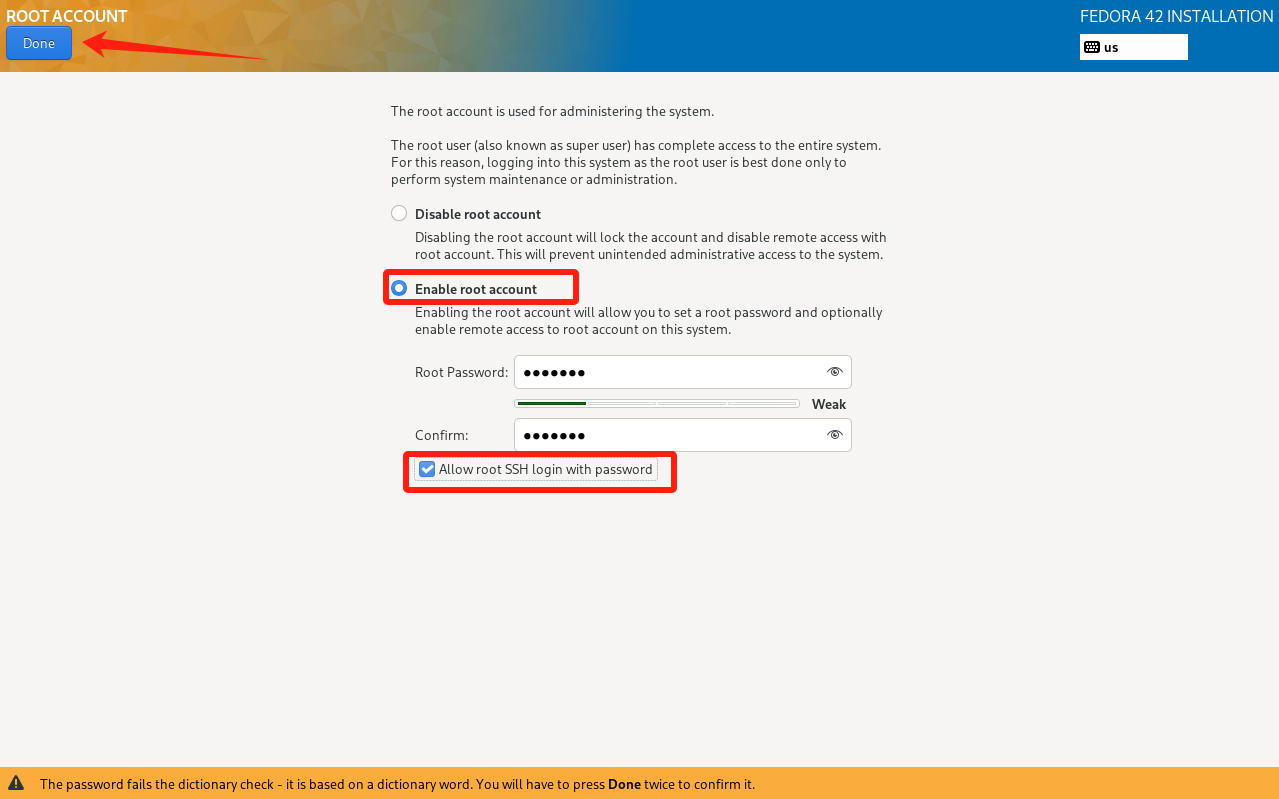 ROOT ACCOUNT
FEDORA 42 INSTALLATION
Done
us
The root account is used for administering the system.
The root user (also known as super user) has complete access to the entire system.
For this reason, logging into this system as the root user is best done only to
perform system maintenance or administration.
Disable root account
Disabling the root account will lock the account and disable remote access with
root account. This will prevent unintended administrative access to the system.
Enable root account
Enabling the root account will allow you to set a root password and optionally
enable remote access to root account on this system.
Root Password: ●●●●●●●
Weak
Confirm: ●●●●●●●
Allow root SSH login with password
The password fails the dictionary check - it is based on a dictionary word. You will have to press Done twice to confirm it.